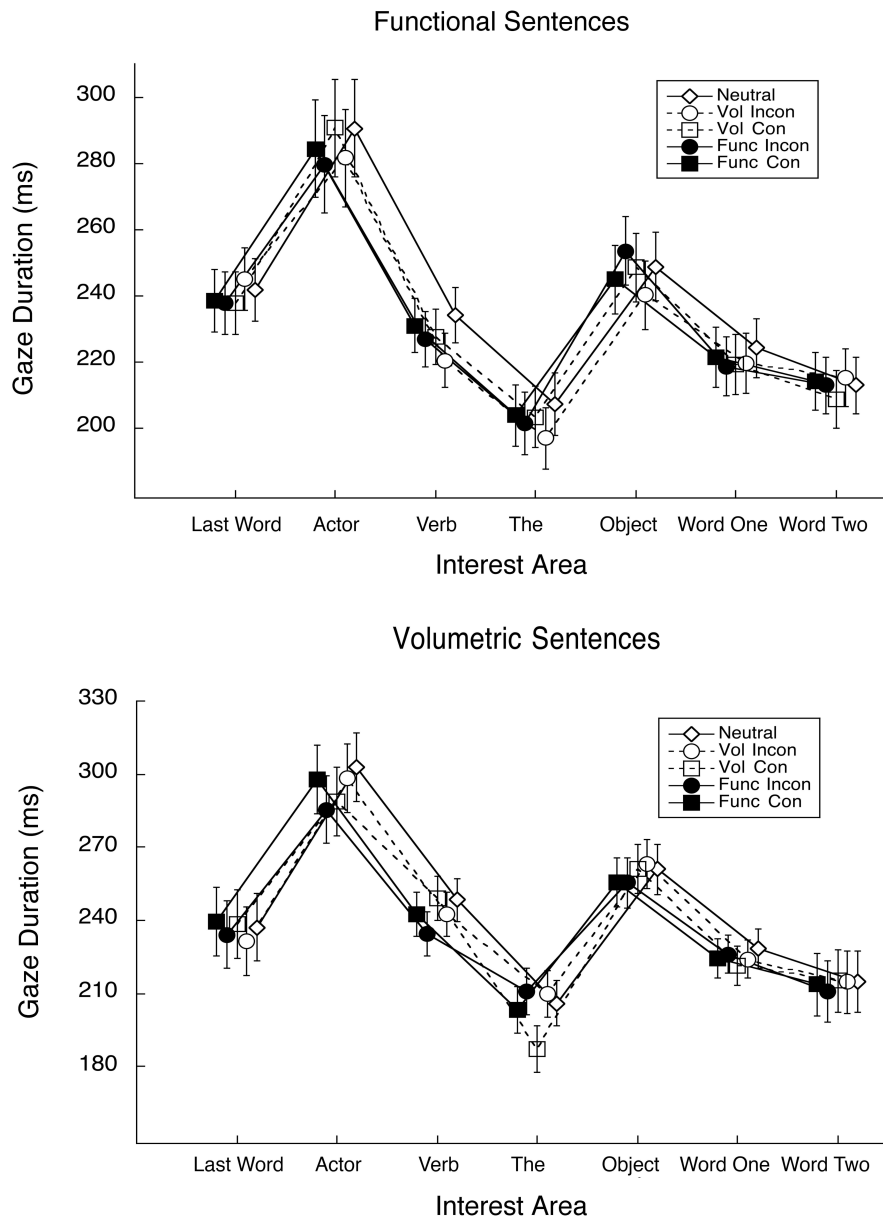 Functional Sentences
300
280
260
240
220
200
Gaze Duration (ms)
Neutral
Vol Incon
Vol Con
Func Incon
Func Con
Last Word Actor Verb The Object Word One Word Two
Interest Area
Volumetric Sentences
330
300
270
240
210
180
Gaze Duration (ms)
Neutral
Vol Incon
Vol Con
Func Incon
Func Con
Last Word Actor Verb The Object Word One Word Two
Interest Area